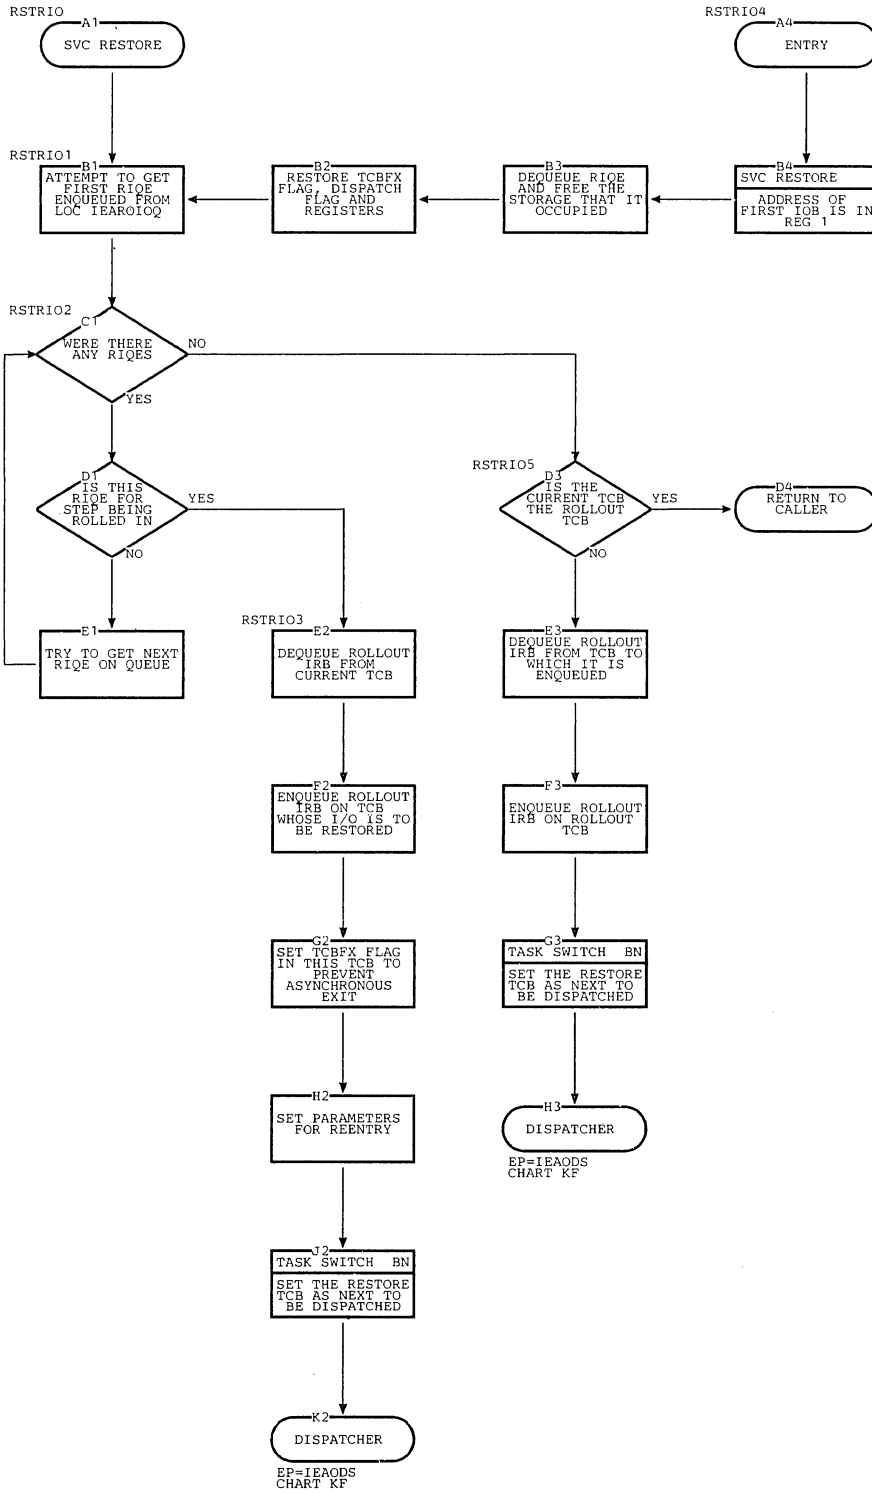 RSTRIO
A1
SVC RESTORE
RSTRIO4
A4
ENTRY
RSTRIO1
B1
ATTEMPT TO GET
FIRST RIQE
ENQUEUED FROM
LOC IEAROIOQ
B2
RESTORE TCBFX
FLAG, DISPATCH
FLAG AND
REGISTERS
B3
DEQUEUE RIQE
AND FREE THE
STORAGE THAT IT
OCCUPIED
B4
SVC RESTORE
ADDRESS OF
FIRST IOB IS IN
REG 1
RSTRIO2
C1
WERE THERE
ANY RIQES
NO
YES
D1
IS THIS
RIQE FOR
STEP BEING
ROLLED IN
YES
NO
RSTRIO5
D3
IS THE
CURRENT TCB
THE ROLLOUT
TCB
YES
NO
D4
RETURN TO
CALLER
E1
TRY TO GET NEXT
RIQE ON QUEUE
RSTRIO3
E2
DEQUEUE ROLLOUT
IRB FROM
CURRENT TCB
E3
DEQUEUE ROLLOUT
IRB FROM TCB TO
WHICH IT IS
ENQUEUED
F2
ENQUEUE ROLLOUT
IRB ON TCB
WHOSE I/O IS TO
BE RESTORED
F3
ENQUEUE ROLLOUT
IRB ON ROLLOUT
TCB
G2
SET TCBFX FLAG
IN THIS TCB TO
PREVENT
ASYNCHRONOUS
EXIT
G3
TASK SWITCH BN
SET THE RESTORE
TCB AS NEXT TO
BE DISPATCHED
H2
SET PARAMETERS
FOR REENTRY
H3
DISPATCHER
EP=IEAODS
CHART KF
J2
TASK SWITCH BN
SET THE RESTORE
TCB AS NEXT TO
BE DISPATCHED
K2
DISPATCHER
EP=IEAODS
CHART KF